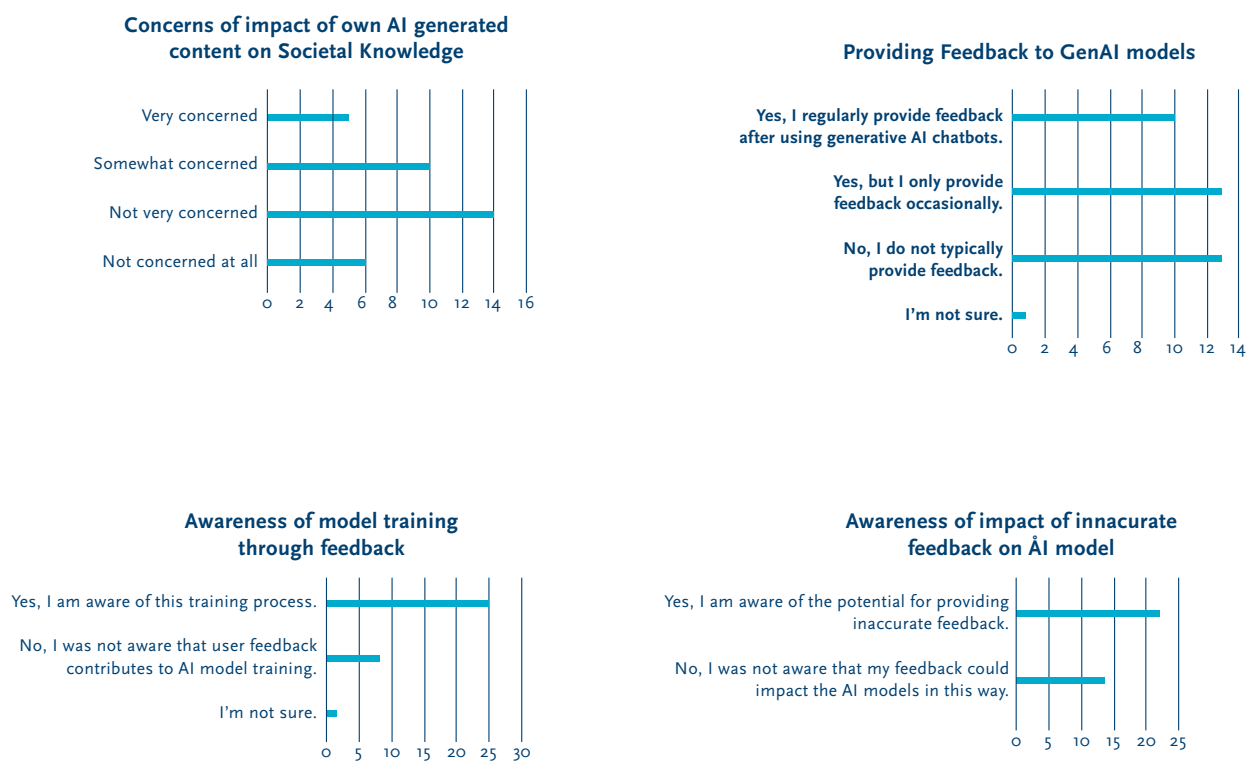 Concerns of impact of own AI generated
content on Societal Knowledge
Very concerned
Somewhat concerned
Not very concerned
Not concerned at all
0 2 4 6 8 10 12 14 16
Providing Feedback to GenAI models
Yes, I regularly provide feedback
after using generative AI chatbots.
Yes, but I only provide
feedback occasionally.
No, I do not typically
provide feedback.
I'm not sure.
0 2 4 6 8 10 12 14
Awareness of model training
through feedback
Yes, I am aware of this training process.
No, I was not aware that user feedback
contributes to AI model training.
I'm not sure.
0 5 10 15 20 25 30
Awareness of impact of innacurate
feedback on ÅI model
Yes, I am aware of the potential for providing
inaccurate feedback.
No, I was not aware that my feedback could
impact the AI models in this way.
0 5 10 15 20 25